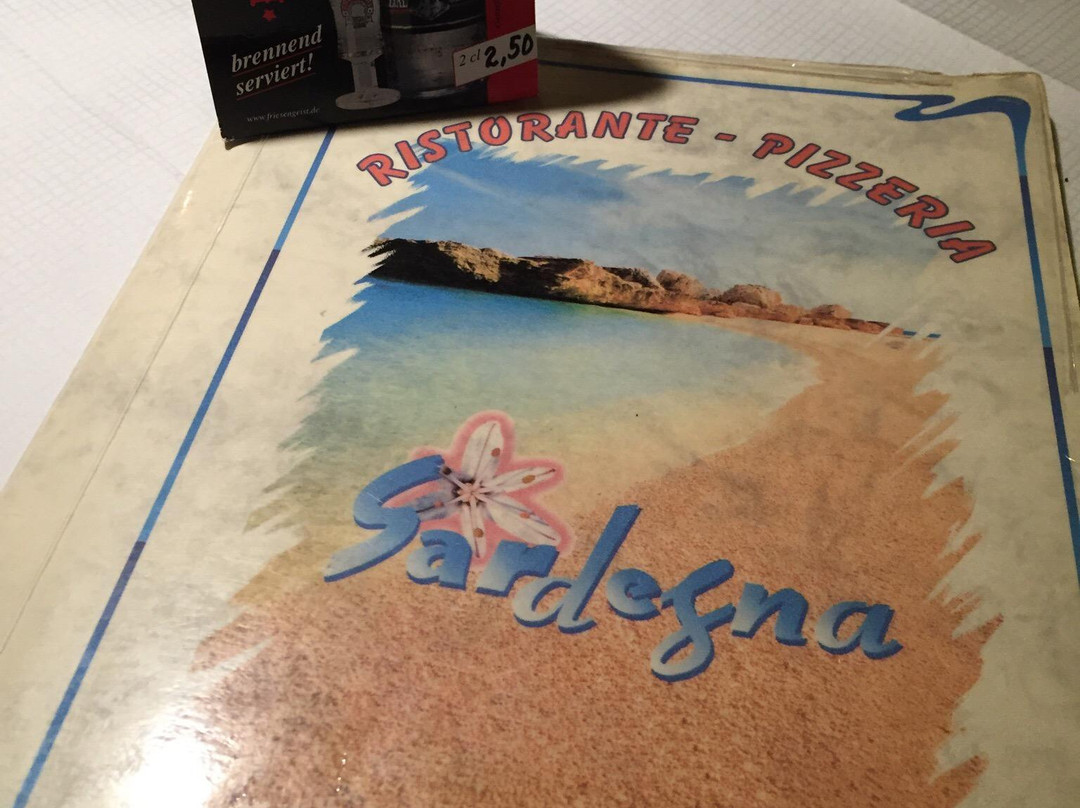 brennend
serviert!
2 cl 2,50
www.friesengeist.de
RISTORANTE - PIZZERIA
Sardegna